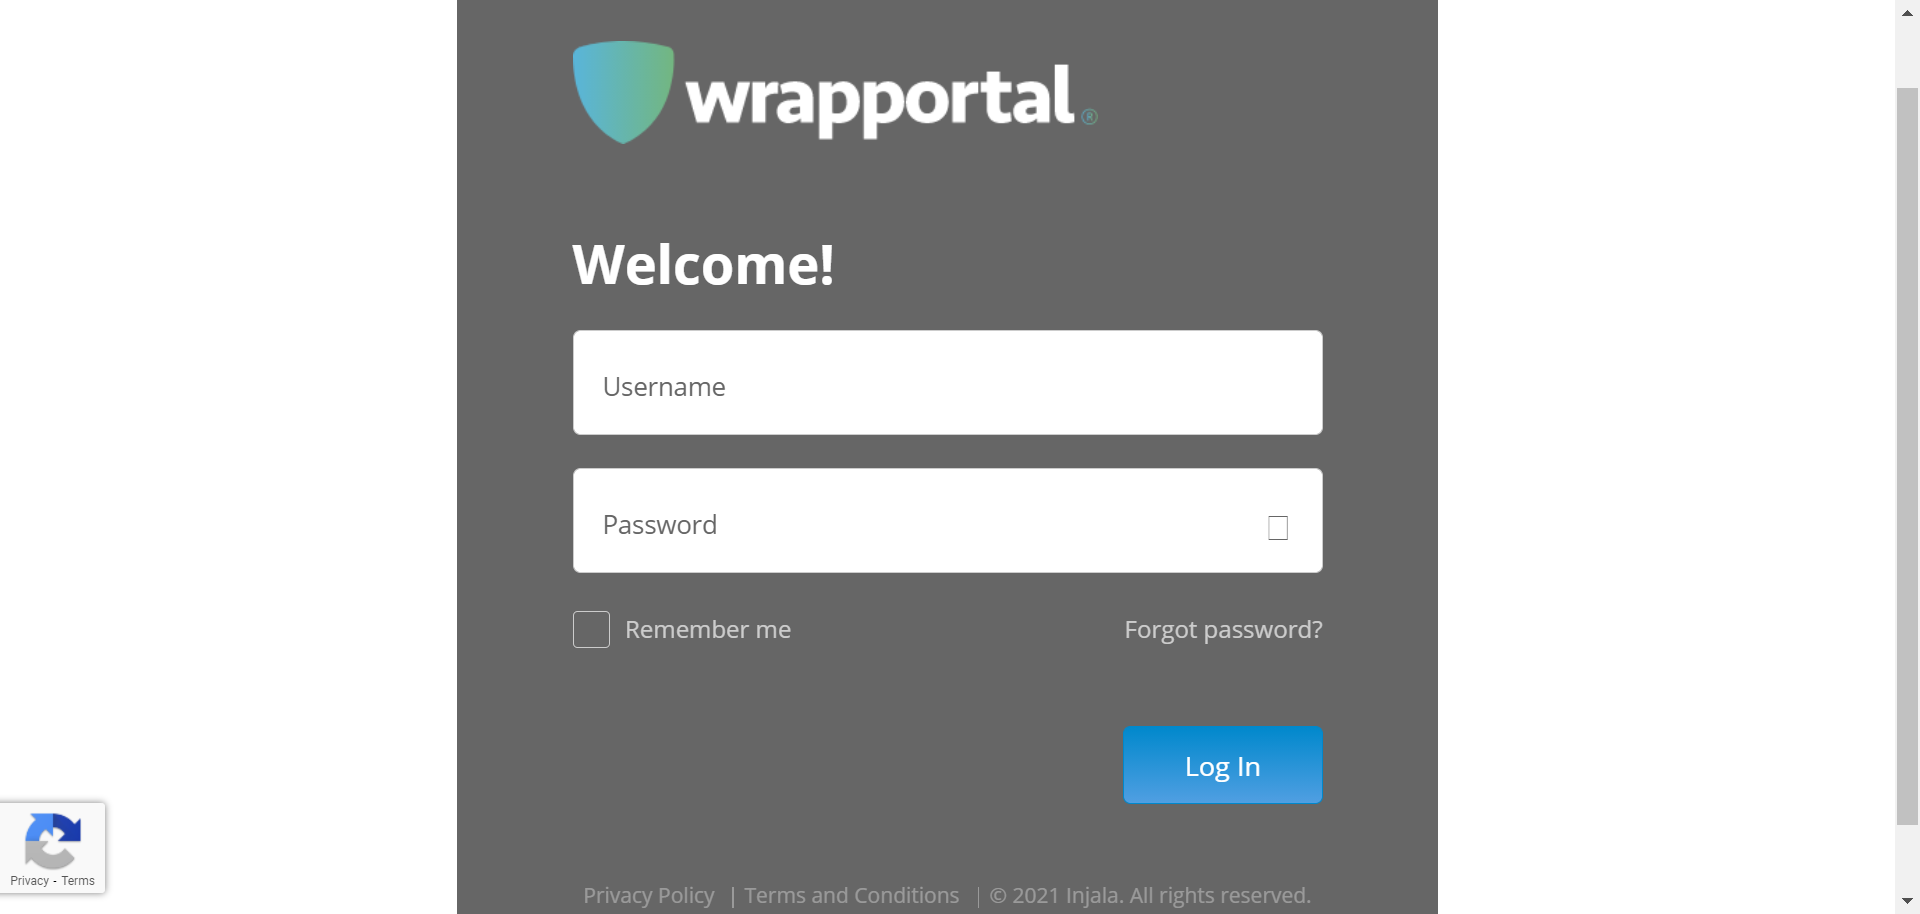 wrapportal ®
Welcome!
Username
Password
Remember me
Forgot password?
Log In
Privacy - Terms
Privacy Policy | Terms and Conditions | © 2021 Injala. All rights reserved.